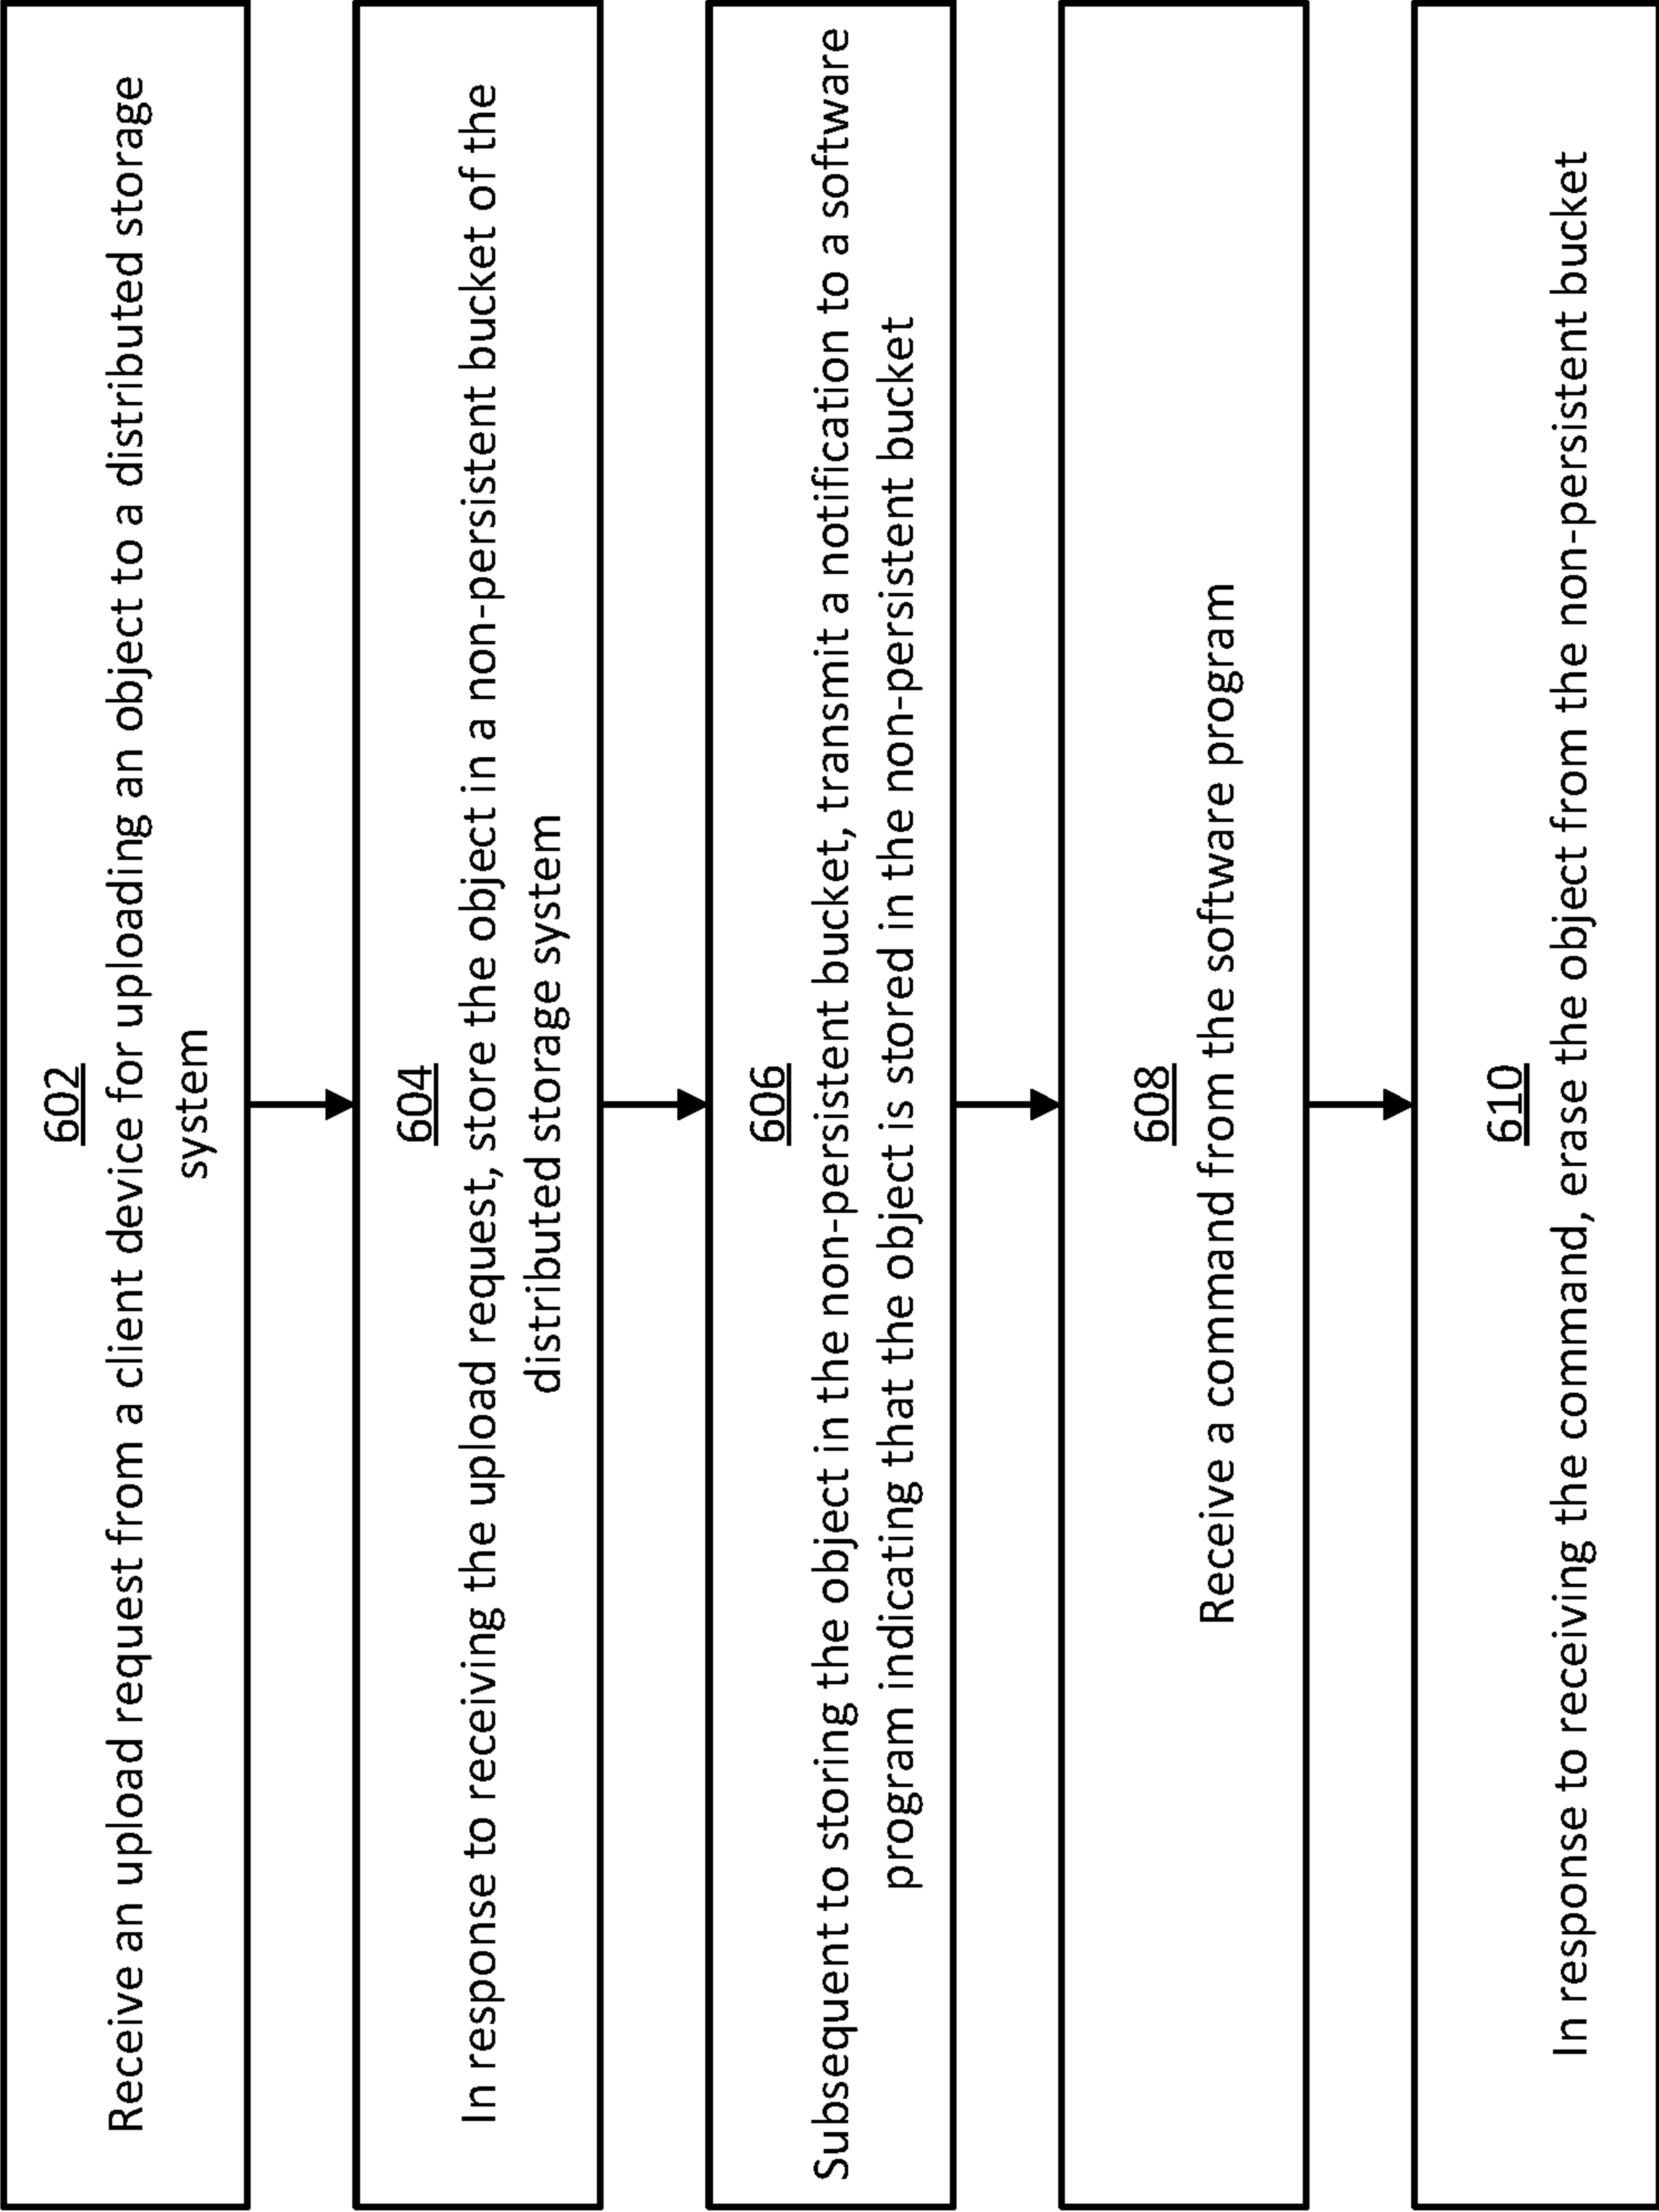 602
Receive an upload request from a client device for uploading an object to a distributed storage
system
604
In response to receiving the upload request, store the object in a non-persistent bucket of the
distributed storage system
606
Subsequent to storing the object in the non-persistent bucket, transmit a notification to a software
program indicating that the object is stored in the non-persistent bucket
608
Receive a command from the software program
610
In response to receiving the command, erase the object from the non-persistent bucket